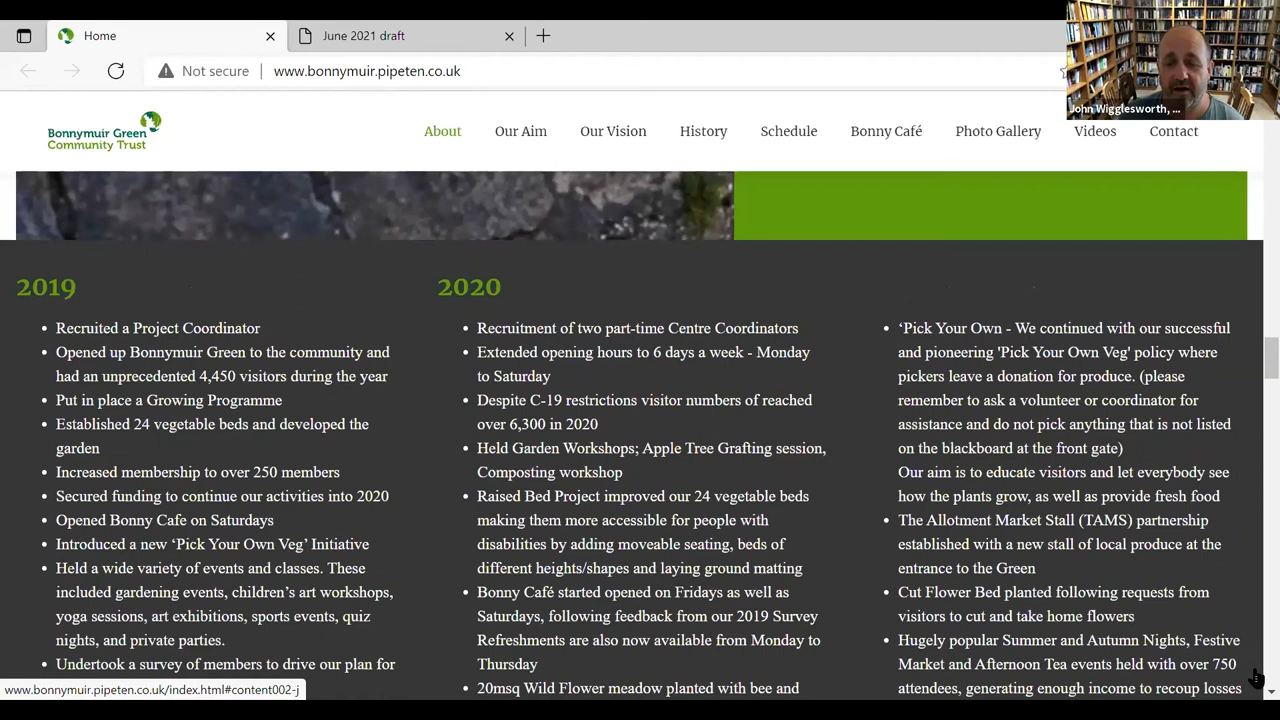 Home
June 2021 draft
Not secure
www.bonnymuir.pipeten.co.uk
John Wigglesworth, ...
Bonnymuir Green
Community Trust
About
Our Aim
Our Vision
History
Schedule
Bonny Café
Photo Gallery
Videos
Contact
2019
• Recruited a Project Coordinator
• Opened up Bonnymuir Green to the community and
had an unprecedented 4,450 visitors during the year
• Put in place a Growing Programme
• Established 24 vegetable beds and developed the
garden
• Increased membership to over 250 members
• Secured funding to continue our activities into 2020
• Opened Bonny Cafe on Saturdays
• Introduced a new ‘Pick Your Own Veg’ Initiative
• Held a wide variety of events and classes. These
included gardening events, children’s art workshops,
yoga sessions, art exhibitions, sports events, quiz
nights, and private parties.
• Undertook a survey of members to drive our plan for
2020
• Recruitment of two part-time Centre Coordinators
• Extended opening hours to 6 days a week - Monday
to Saturday
• Despite C-19 restrictions visitor numbers of reached
over 6,300 in 2020
• Held Garden Workshops; Apple Tree Grafting session,
Composting workshop
• Raised Bed Project improved our 24 vegetable beds
making them more accessible for people with
disabilities by adding moveable seating, beds of
different heights/shapes and laying ground matting
• Bonny Café started opened on Fridays as well as
Saturdays, following feedback from our 2019 Survey
Refreshments are also now available from Monday to
Thursday
• 20msq Wild Flower meadow planted with bee and
• ‘Pick Your Own - We continued with our successful
and pioneering 'Pick Your Own Veg' policy where
pickers leave a donation for produce. (please
remember to ask a volunteer or coordinator for
assistance and do not pick anything that is not listed
on the blackboard at the front gate)
Our aim is to educate visitors and let everybody see
how the plants grow, as well as provide fresh food
• The Allotment Market Stall (TAMS) partnership
established with a new stall of local produce at the
entrance to the Green
• Cut Flower Bed planted following requests from
visitors to cut and take home flowers
• Hugely popular Summer and Autumn Nights, Festive
Market and Afternoon Tea events held with over 750
attendees, generating enough income to recoup losses
www.bonnymuir.pipeten.co.uk/index.html#content002-j